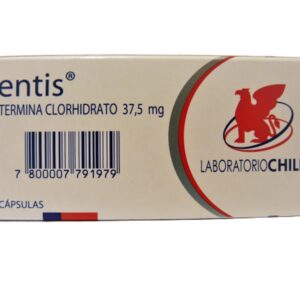 entis®
TERMINA CLORHIDRATO 37,5 mg
LABORATORIOCHIL
7 800007 791979
CÁPSULAS